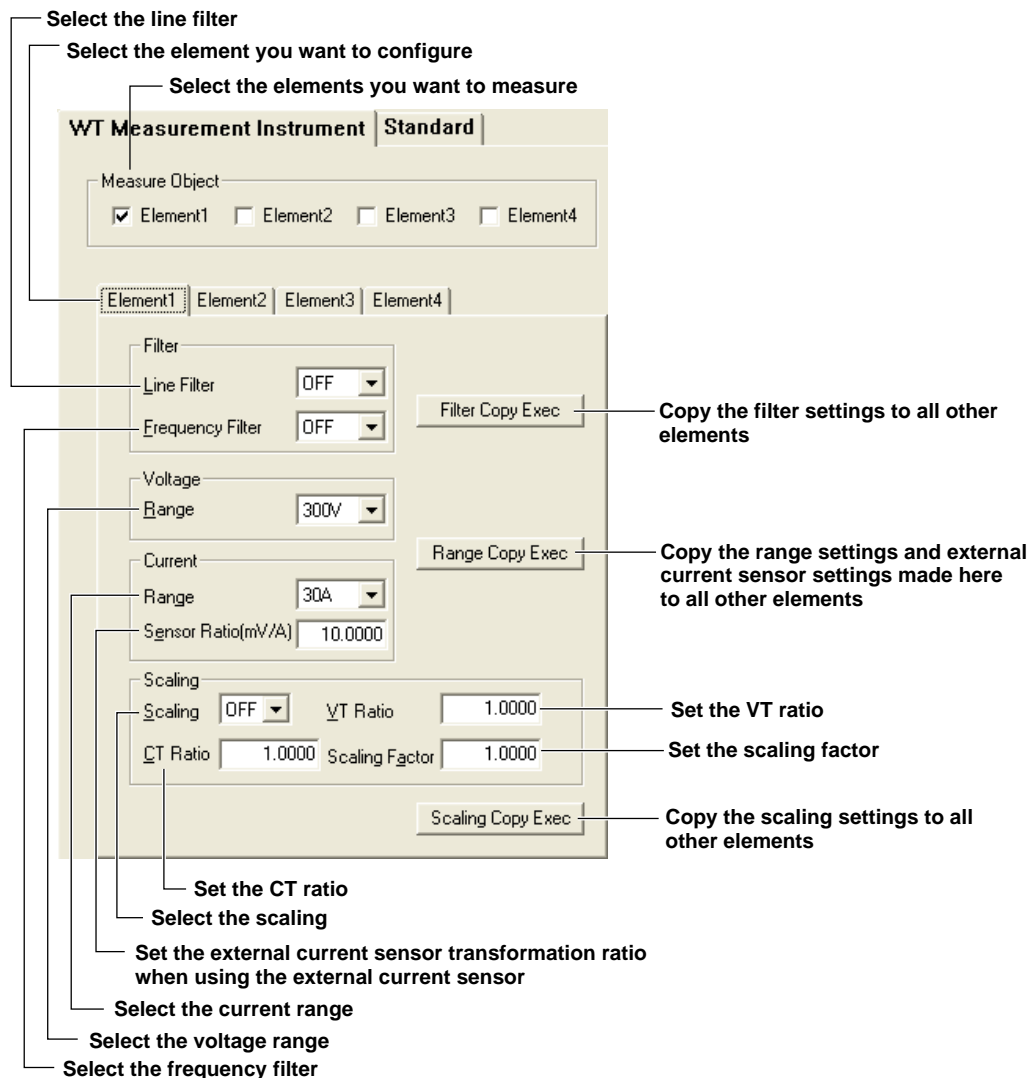 Select the line filter
Select the element you want to configure
Select the elements you want to measure
WT Measurement Instrument Standard
Measure Object
Element1 Element2 Element3 Element4
Element1 Element2 Element3 Element4
Filter
Line Filter OFF
Frequency Filter OFF
Filter Copy Exec
Copy the filter settings to all other
elements
Voltage
Range 300V
Current
Range 30A
Sensor Ratio(mV/A) 10.0000
Range Copy Exec
Copy the range settings and external
current sensor settings made here
to all other elements
Scaling
Scaling OFF VT Ratio 1.0000
Set the VT ratio
CT Ratio 1.0000 Scaling Factor 1.0000
Set the scaling factor
Scaling Copy Exec
Copy the scaling settings to all
other elements
Set the CT ratio
Select the scaling
Set the external current sensor transformation ratio
when using the external current sensor
Select the current range
Select the voltage range
Select the frequency filter